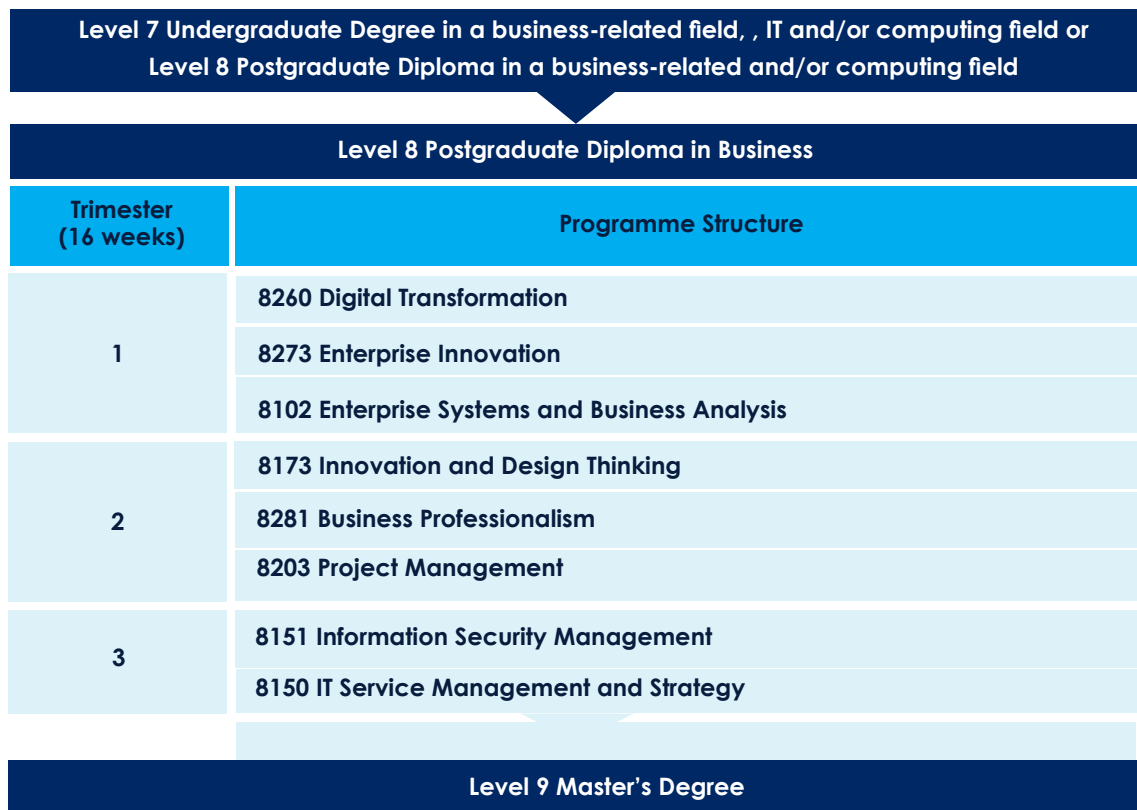 Level 7 Undergraduate Degree in a business-related field, , IT and/or computing field or
Level 8 Postgraduate Diploma in a business-related and/or computing field
Level 8 Postgraduate Diploma in Business
Trimester
(16 weeks)
Programme Structure
1
8260 Digital Transformation
8273 Enterprise Innovation
8102 Enterprise Systems and Business Analysis
2
8173 Innovation and Design Thinking
8281 Business Professionalism
8203 Project Management
3
8151 Information Security Management
8150 IT Service Management and Strategy
Level 9 Master’s Degree